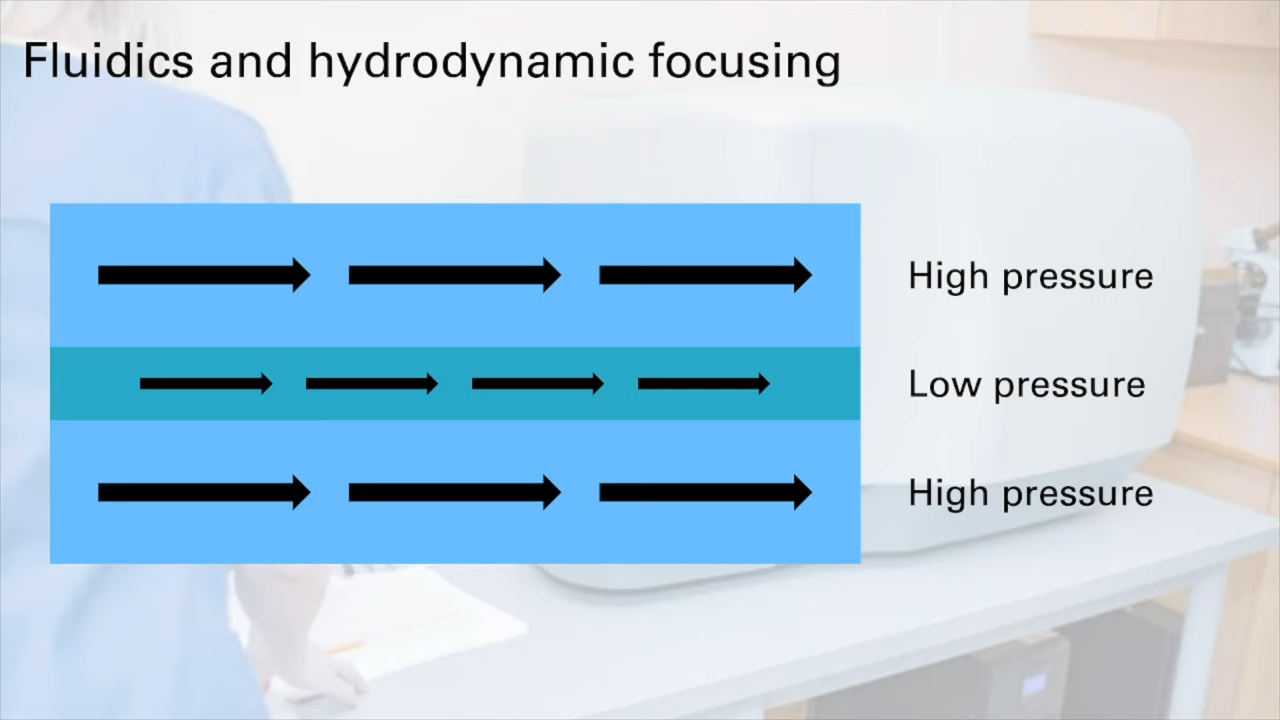 Fluidics and hydrodynamic focusing
High pressure
Low pressure
High pressure